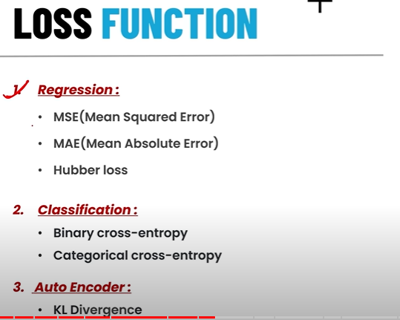 LOSS FUNCTION
1. Regression :
• MSE(Mean Squared Error)
• MAE(Mean Absolute Error)
• Hubber loss
2. Classification :
• Binary cross-entropy
• Categorical cross-entropy
3. Auto Encoder :
• KL Divergence